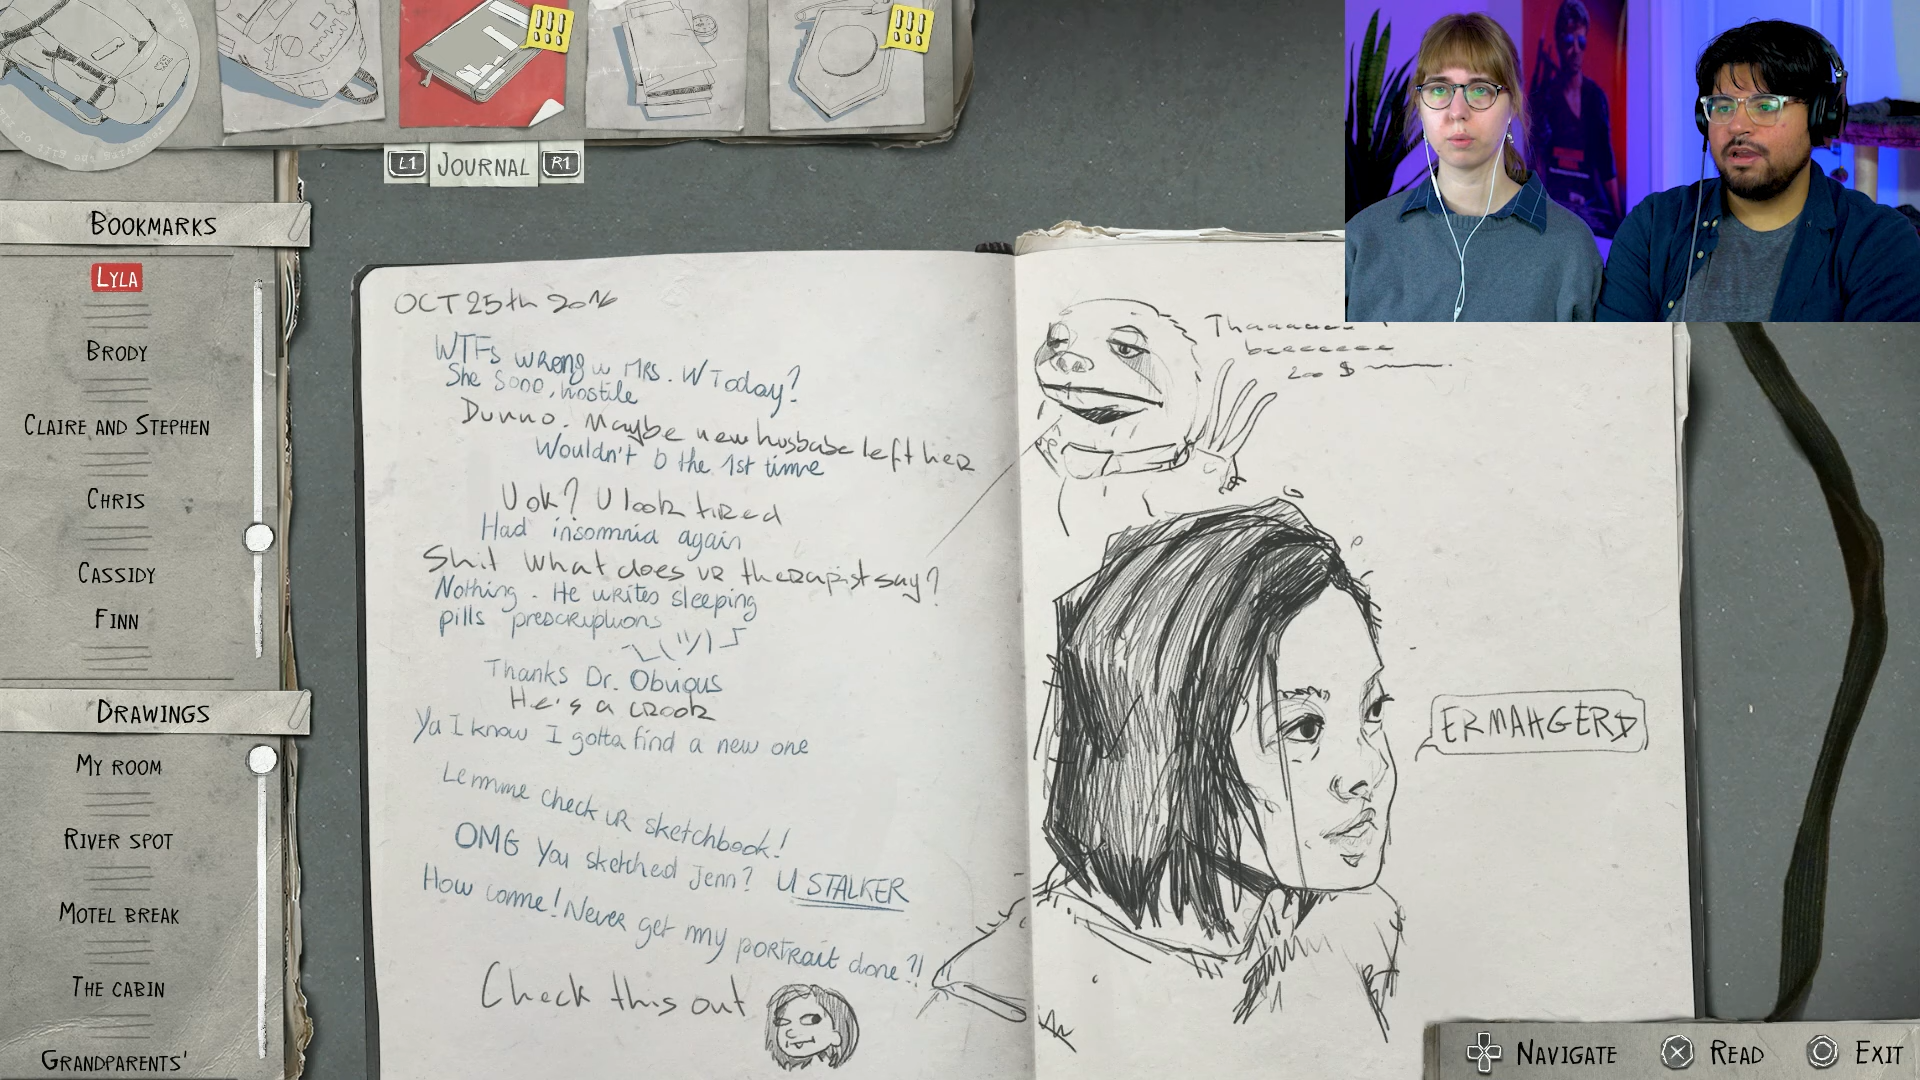 L1 JOURNAL R1
BOOKMARKS
LYLA
BRODY
CLAIRE AND STEPHEN
CHRIS
CASSIDY
FINN
DRAWINGS
MY ROOM
RIVER SPOT
MOTEL BREAK
THE CABIN
GRANDPARENTS'
OCT 25th 2016
WTFs wrong w MRS. W Today?
She Sooo, hostile
Dunno. Maybe new husbabe left her
Wouldn't b the 1st time
U ok? U look tired
Had insomnia again
Shit What does ur therapist say?
Nothing. He writes sleeping
pills prescriptions
¯\_(ツ)_/¯
Thanks Dr. Obvious
He's a crook
Ya I know I gotta find a new one
Lemme check uR sketchbook!
OMG You sketched Jenn? U STALKER
How come! Never get my portrait done?!
Check this out
200 $
ERMAHGERD
NAVIGATE READ EXIT